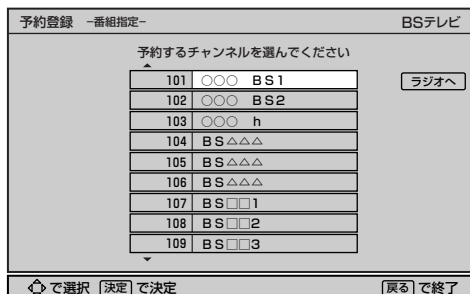 予約登録 -番組指定- BSテレビ
予約するチャンネルを選んでください
101 ○○○ BS1 ラジオへ
102 ○○○ BS2
103 ○○○ h
104 BS△△△
105 BS△△△
106 BS△△△
107 BS□□1
108 BS□□2
109 BS□□3
で選択 決定 で決定 戻る で終了